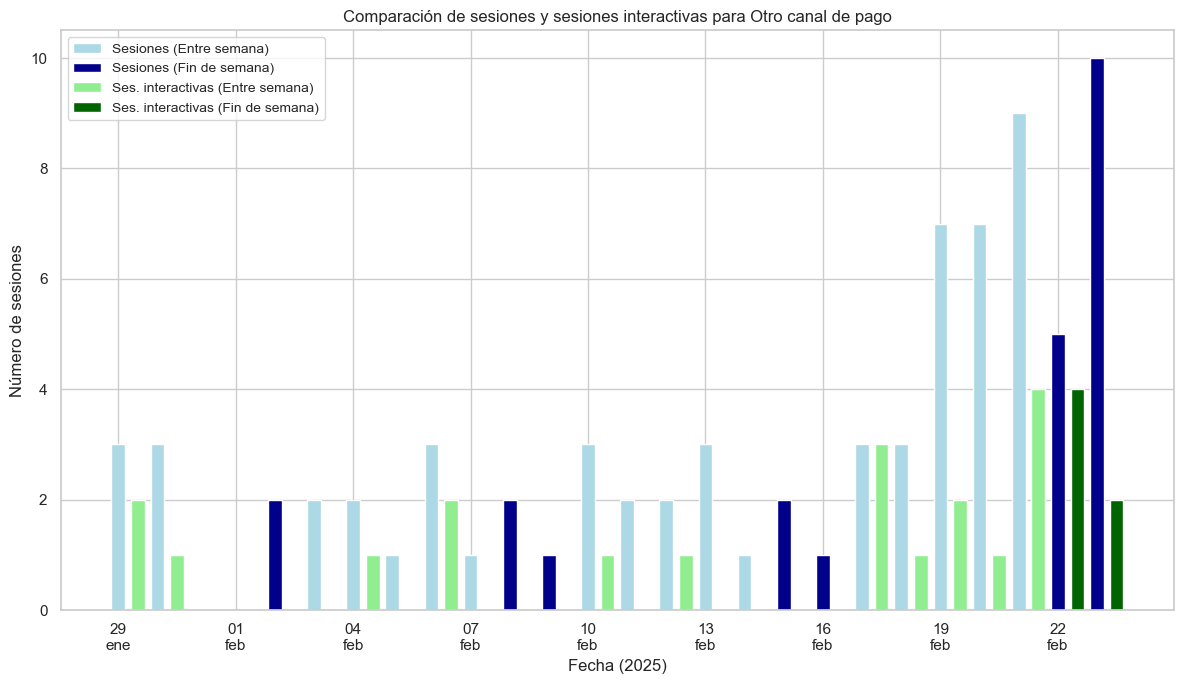 Comparación de sesiones y sesiones interactivas para Otro canal de pago
Sesiones (Entre semana)
Sesiones (Fin de semana)
Ses. interactivas (Entre semana)
Ses. interactivas (Fin de semana)
Número de sesiones
10
8
6
4
2
0
29 01 04 07 10 13 16 19 22
ene feb feb feb feb feb feb feb feb
Fecha (2025)